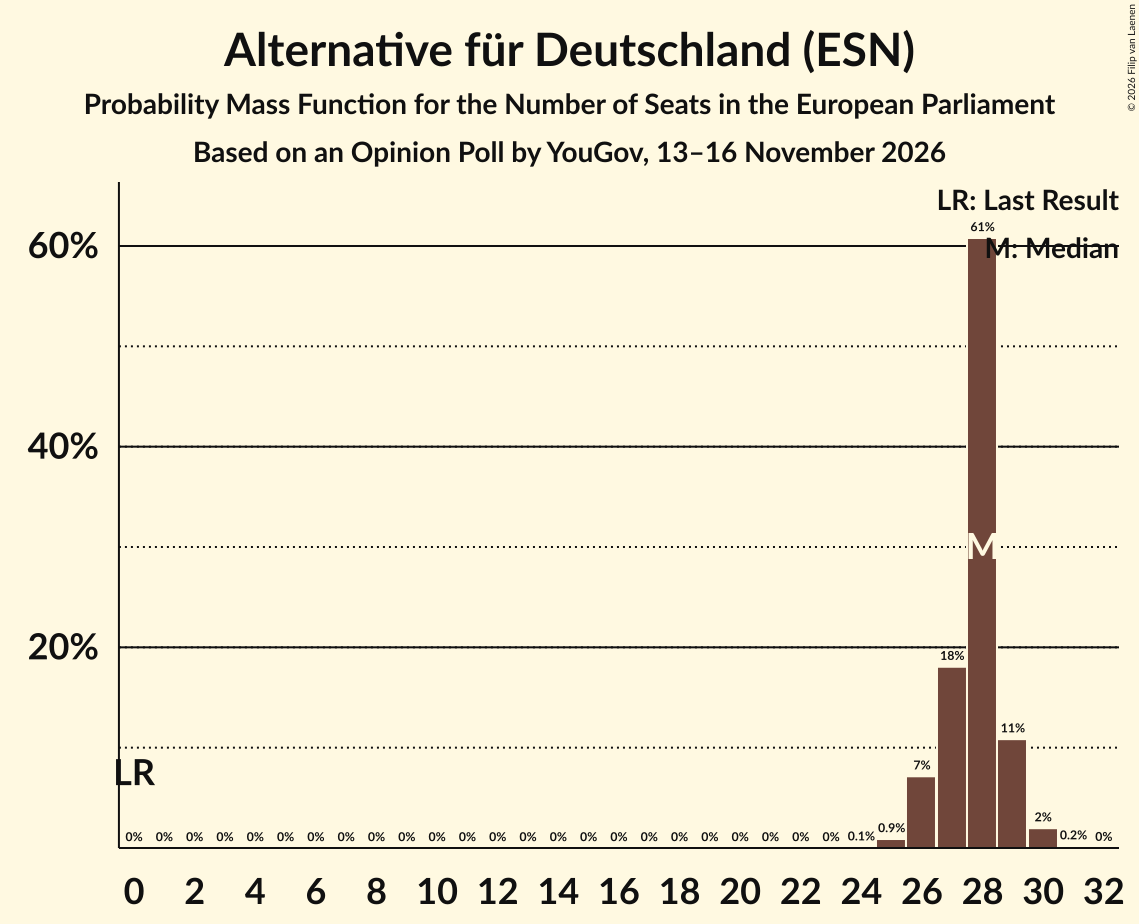 Alternative für Deutschland (ESN)
Probability Mass Function for the Number of Seats in the European Parliament
Based on an Opinion Poll by YouGov, 13–16 November 2026
© 2026 Filip van Laenen
LR: Last Result
M: Median
60%
40%
20%
61%
M
18%
11%
7%
LR
2%
0% 0% 0% 0% 0% 0% 0% 0% 0% 0% 0% 0% 0% 0% 0% 0% 0% 0% 0% 0% 0% 0% 0% 0% 0.1% 0.9% 0.2% 0%
0 2 4 6 8 10 12 14 16 18 20 22 24 26 28 30 32